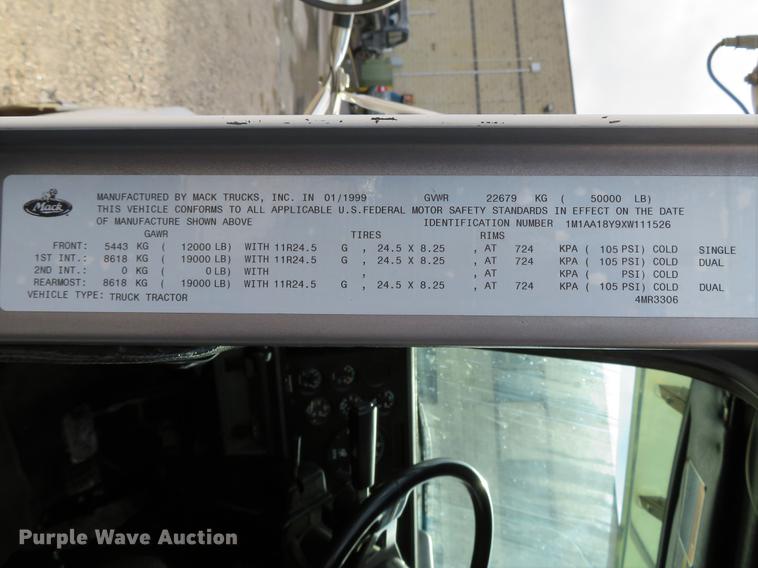 Mack
MANUFACTURED BY MACK TRUCKS, INC. IN 01/1999 GVWR 22679 KG ( 50000 LB)
THIS VEHICLE CONFORMS TO ALL APPLICABLE U.S.FEDERAL MOTOR SAFETY STANDARDS IN EFFECT ON THE DATE
OF MANUFACTURE SHOWN ABOVE IDENTIFICATION NUMBER 1M1AA18Y9XW111526
GAWR TIRES RIMS
FRONT: 5443 KG ( 12000 LB) WITH 11R24.5 G , 24.5 X 8.25 , AT 724 KPA ( 105 PSI) COLD SINGLE
1ST INT.: 8618 KG ( 19000 LB) WITH 11R24.5 G , 24.5 X 8.25 , AT 724 KPA ( 105 PSI) COLD DUAL
2ND INT: 0 KG ( 0 LB) WITH , , AT KPA ( PSI) COLD
REARMOST: 8618 KG ( 19000 LB) WITH 11R24.5 G , 24.5 X 8.25 , AT 724 KPA ( 105 PSI) COLD DUAL
VEHICLE TYPE: TRUCK TRACTOR 4MR3306
Purple Wave Auction